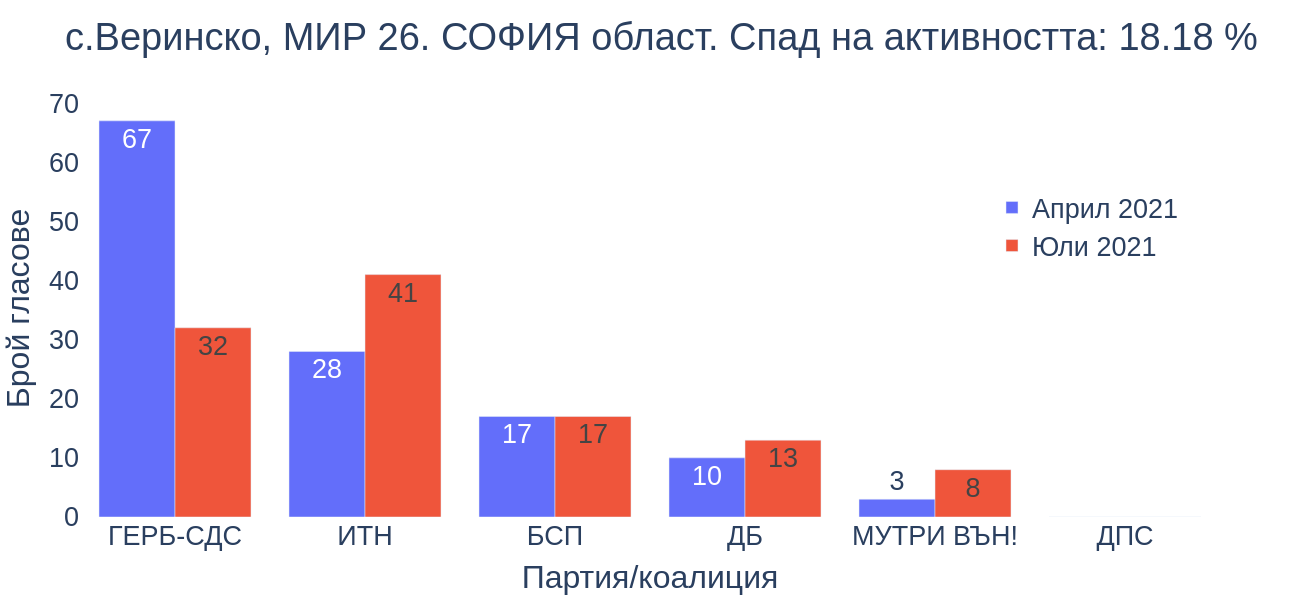 с.Веринско, МИР 26. СОФИЯ област. Спад на активността: 18.18 %
Брой гласове
70
60
50
40
30
20
10
0
67
32
28
41
17
17
10
13
3
8
Април 2021
Юли 2021
ГЕРБ-СДС
ИТН
БСП
ДБ
МУТРИ ВЪН!
ДПС
Партия/коалиция